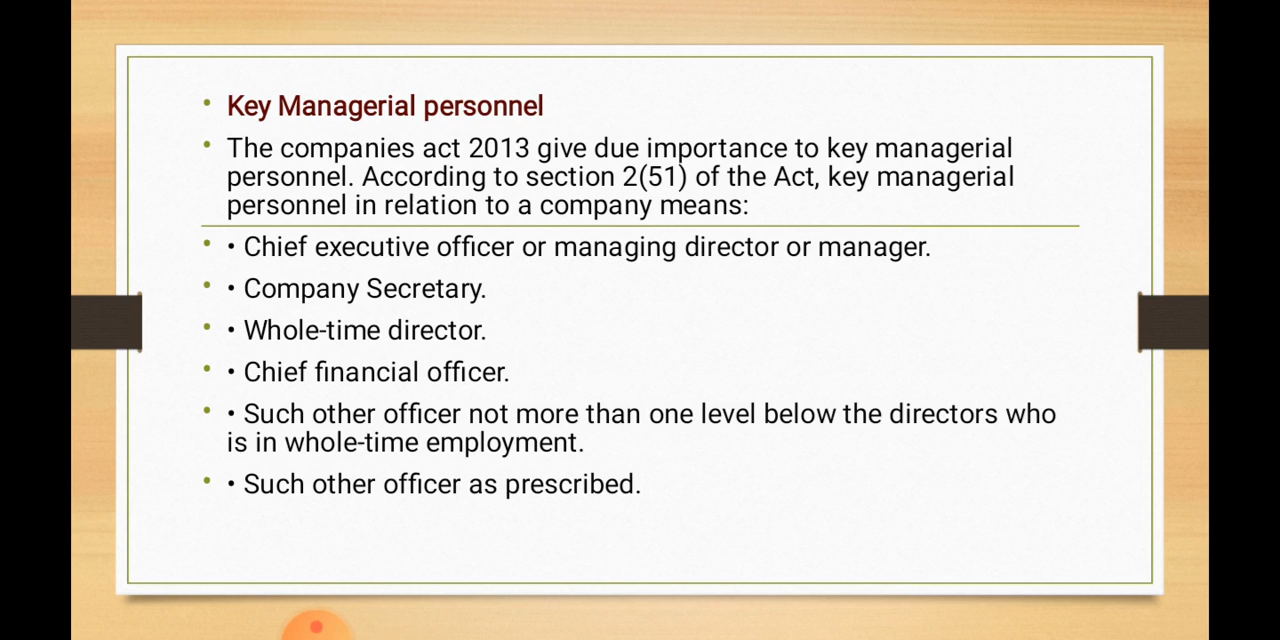 • Key Managerial personnel
• The companies act 2013 give due importance to key managerial
personnel. According to section 2(51) of the Act, key managerial
personnel in relation to a company means:
• • Chief executive officer or managing director or manager.
• • Company Secretary.
• • Whole-time director.
• • Chief financial officer.
• • Such other officer not more than one level below the directors who
is in whole-time employment.
• • Such other officer as prescribed.